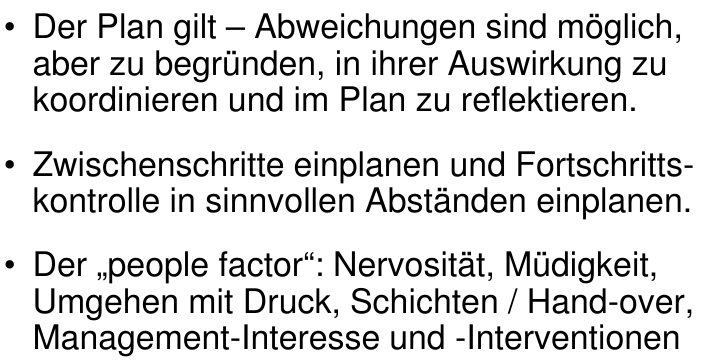 • Der Plan gilt – Abweichungen sind möglich,
aber zu begründen, in ihrer Auswirkung zu
koordinieren und im Plan zu reflektieren.
• Zwischenschritte einplanen und Fortschritts-
kontrolle in sinnvollen Abständen einplanen.
• Der „people factor“: Nervosität, Müdigkeit,
Umgehen mit Druck, Schichten / Hand-over,
Management-Interesse und -Interventionen